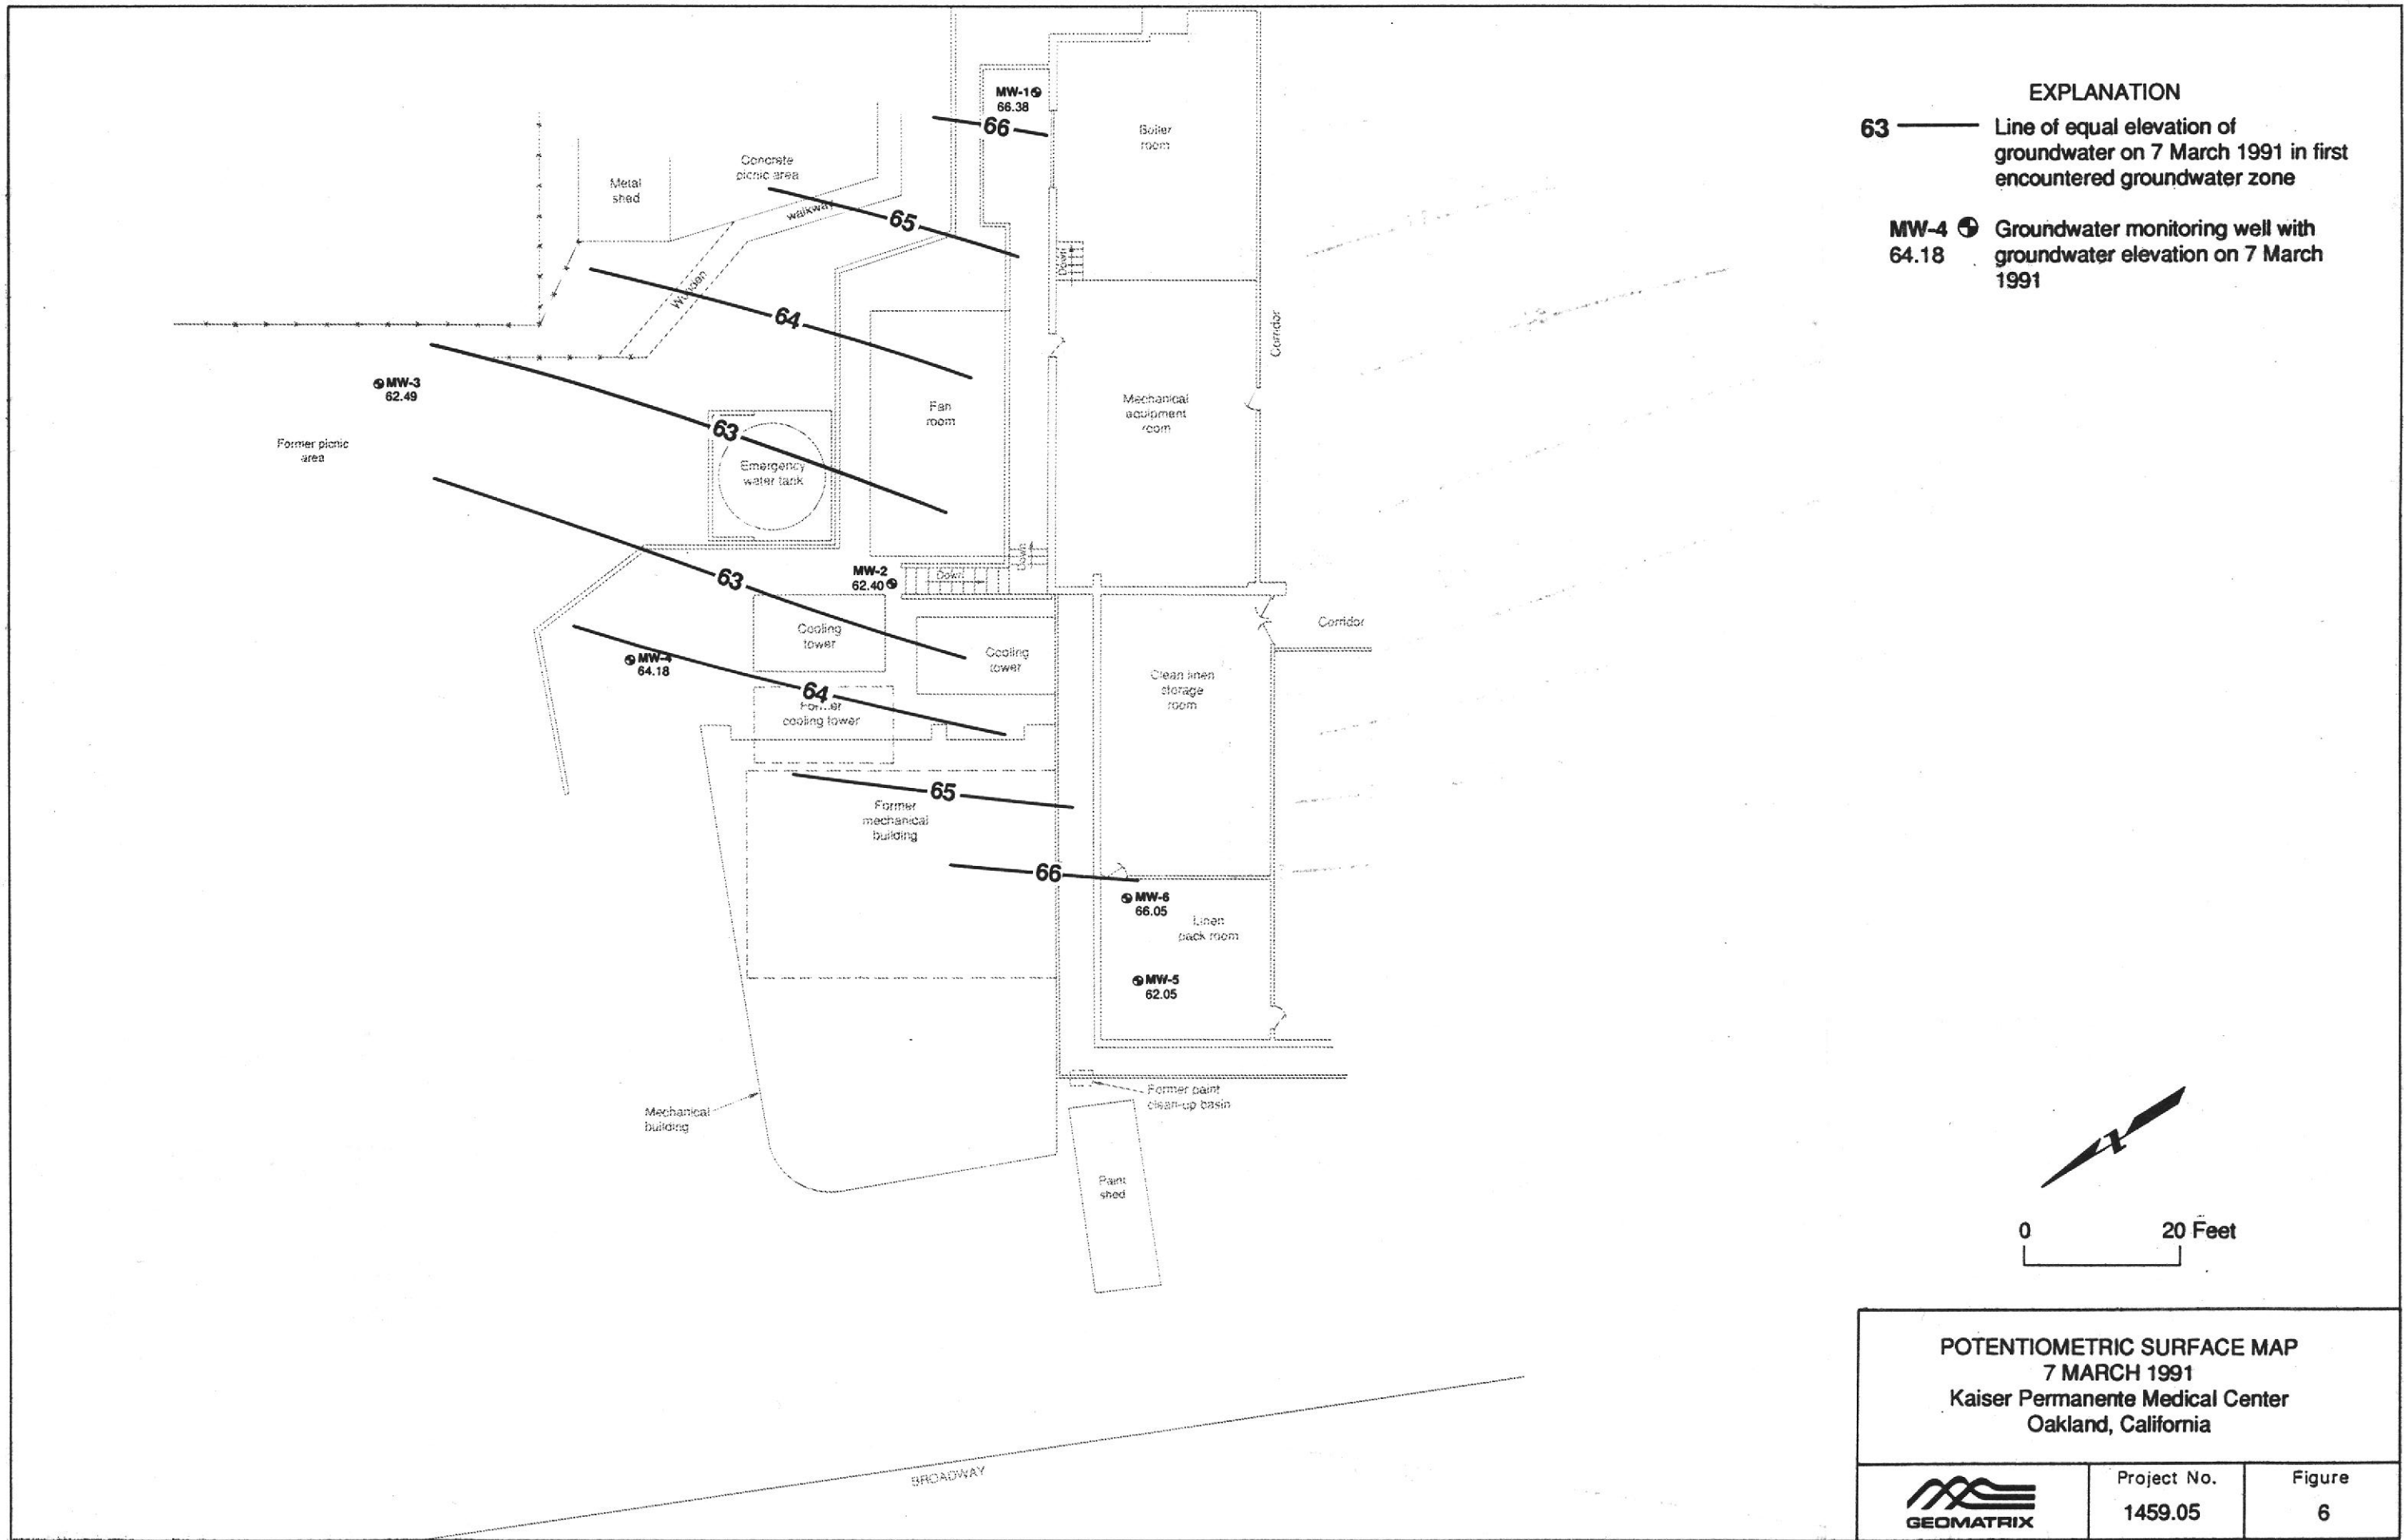 EXPLANATION
63
Line of equal elevation of
groundwater on 7 March 1991 in first
encountered groundwater zone
MW-4
64.18
Groundwater monitoring well with
groundwater elevation on 7 March
1991
MW-1
66.38
66
Boiler
room
Concrete
picnic area
Metal
shed
walkway
65
Down
Wooden
64
Corridor
MW-3
62.49
Fan
room
Mechanical
equipment
room
63
Former picnic
area
Emergency
water tank
Down
63
MW-2
62.40
Down
Cooling
tower
Corridor
Cooling
tower
MW-4
64.18
Clean linen
storage
room
64
Former
cooling tower
65
Former
mechanical
building
66
MW-6
66.05
Linen
pack room
MW-5
62.05
Former paint
clean-up basin
Mechanical
building
Paint
shed
Z
0 20 Feet
BROADWAY
POTENTIOMETRIC SURFACE MAP
7 MARCH 1991
Kaiser Permanente Medical Center
Oakland, California
GEOMATRIX
Project No.
1459.05
Figure
6